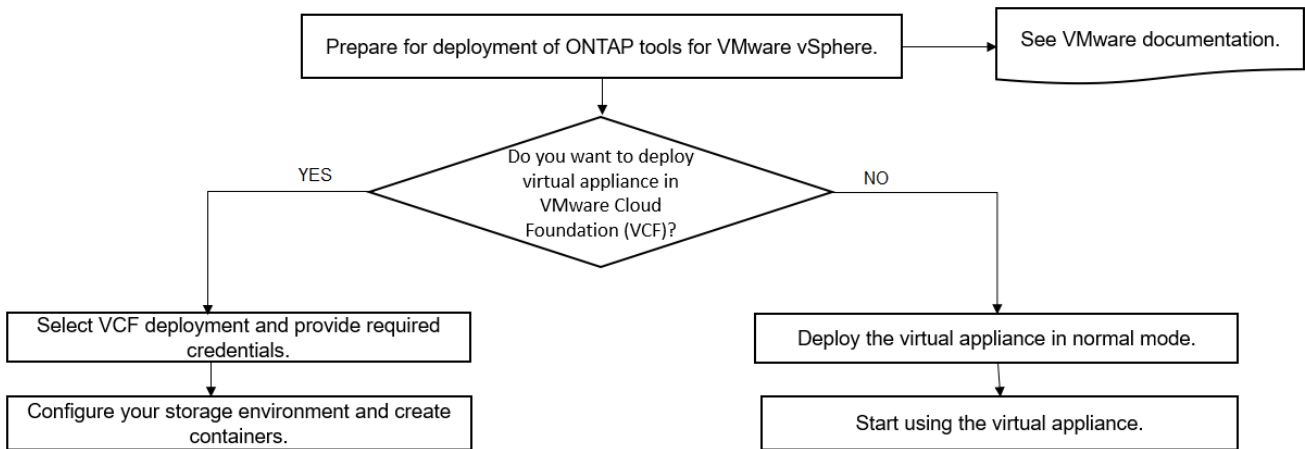 Prepare for deployment of ONTAP tools for VMware vSphere.
See VMware documentation.
Do you want to deploy
virtual appliance in
VMware Cloud
Foundation (VCF)?
YES
NO
Select VCF deployment and provide required
credentials.
Deploy the virtual appliance in normal mode.
Configure your storage environment and create
containers.
Start using the virtual appliance.